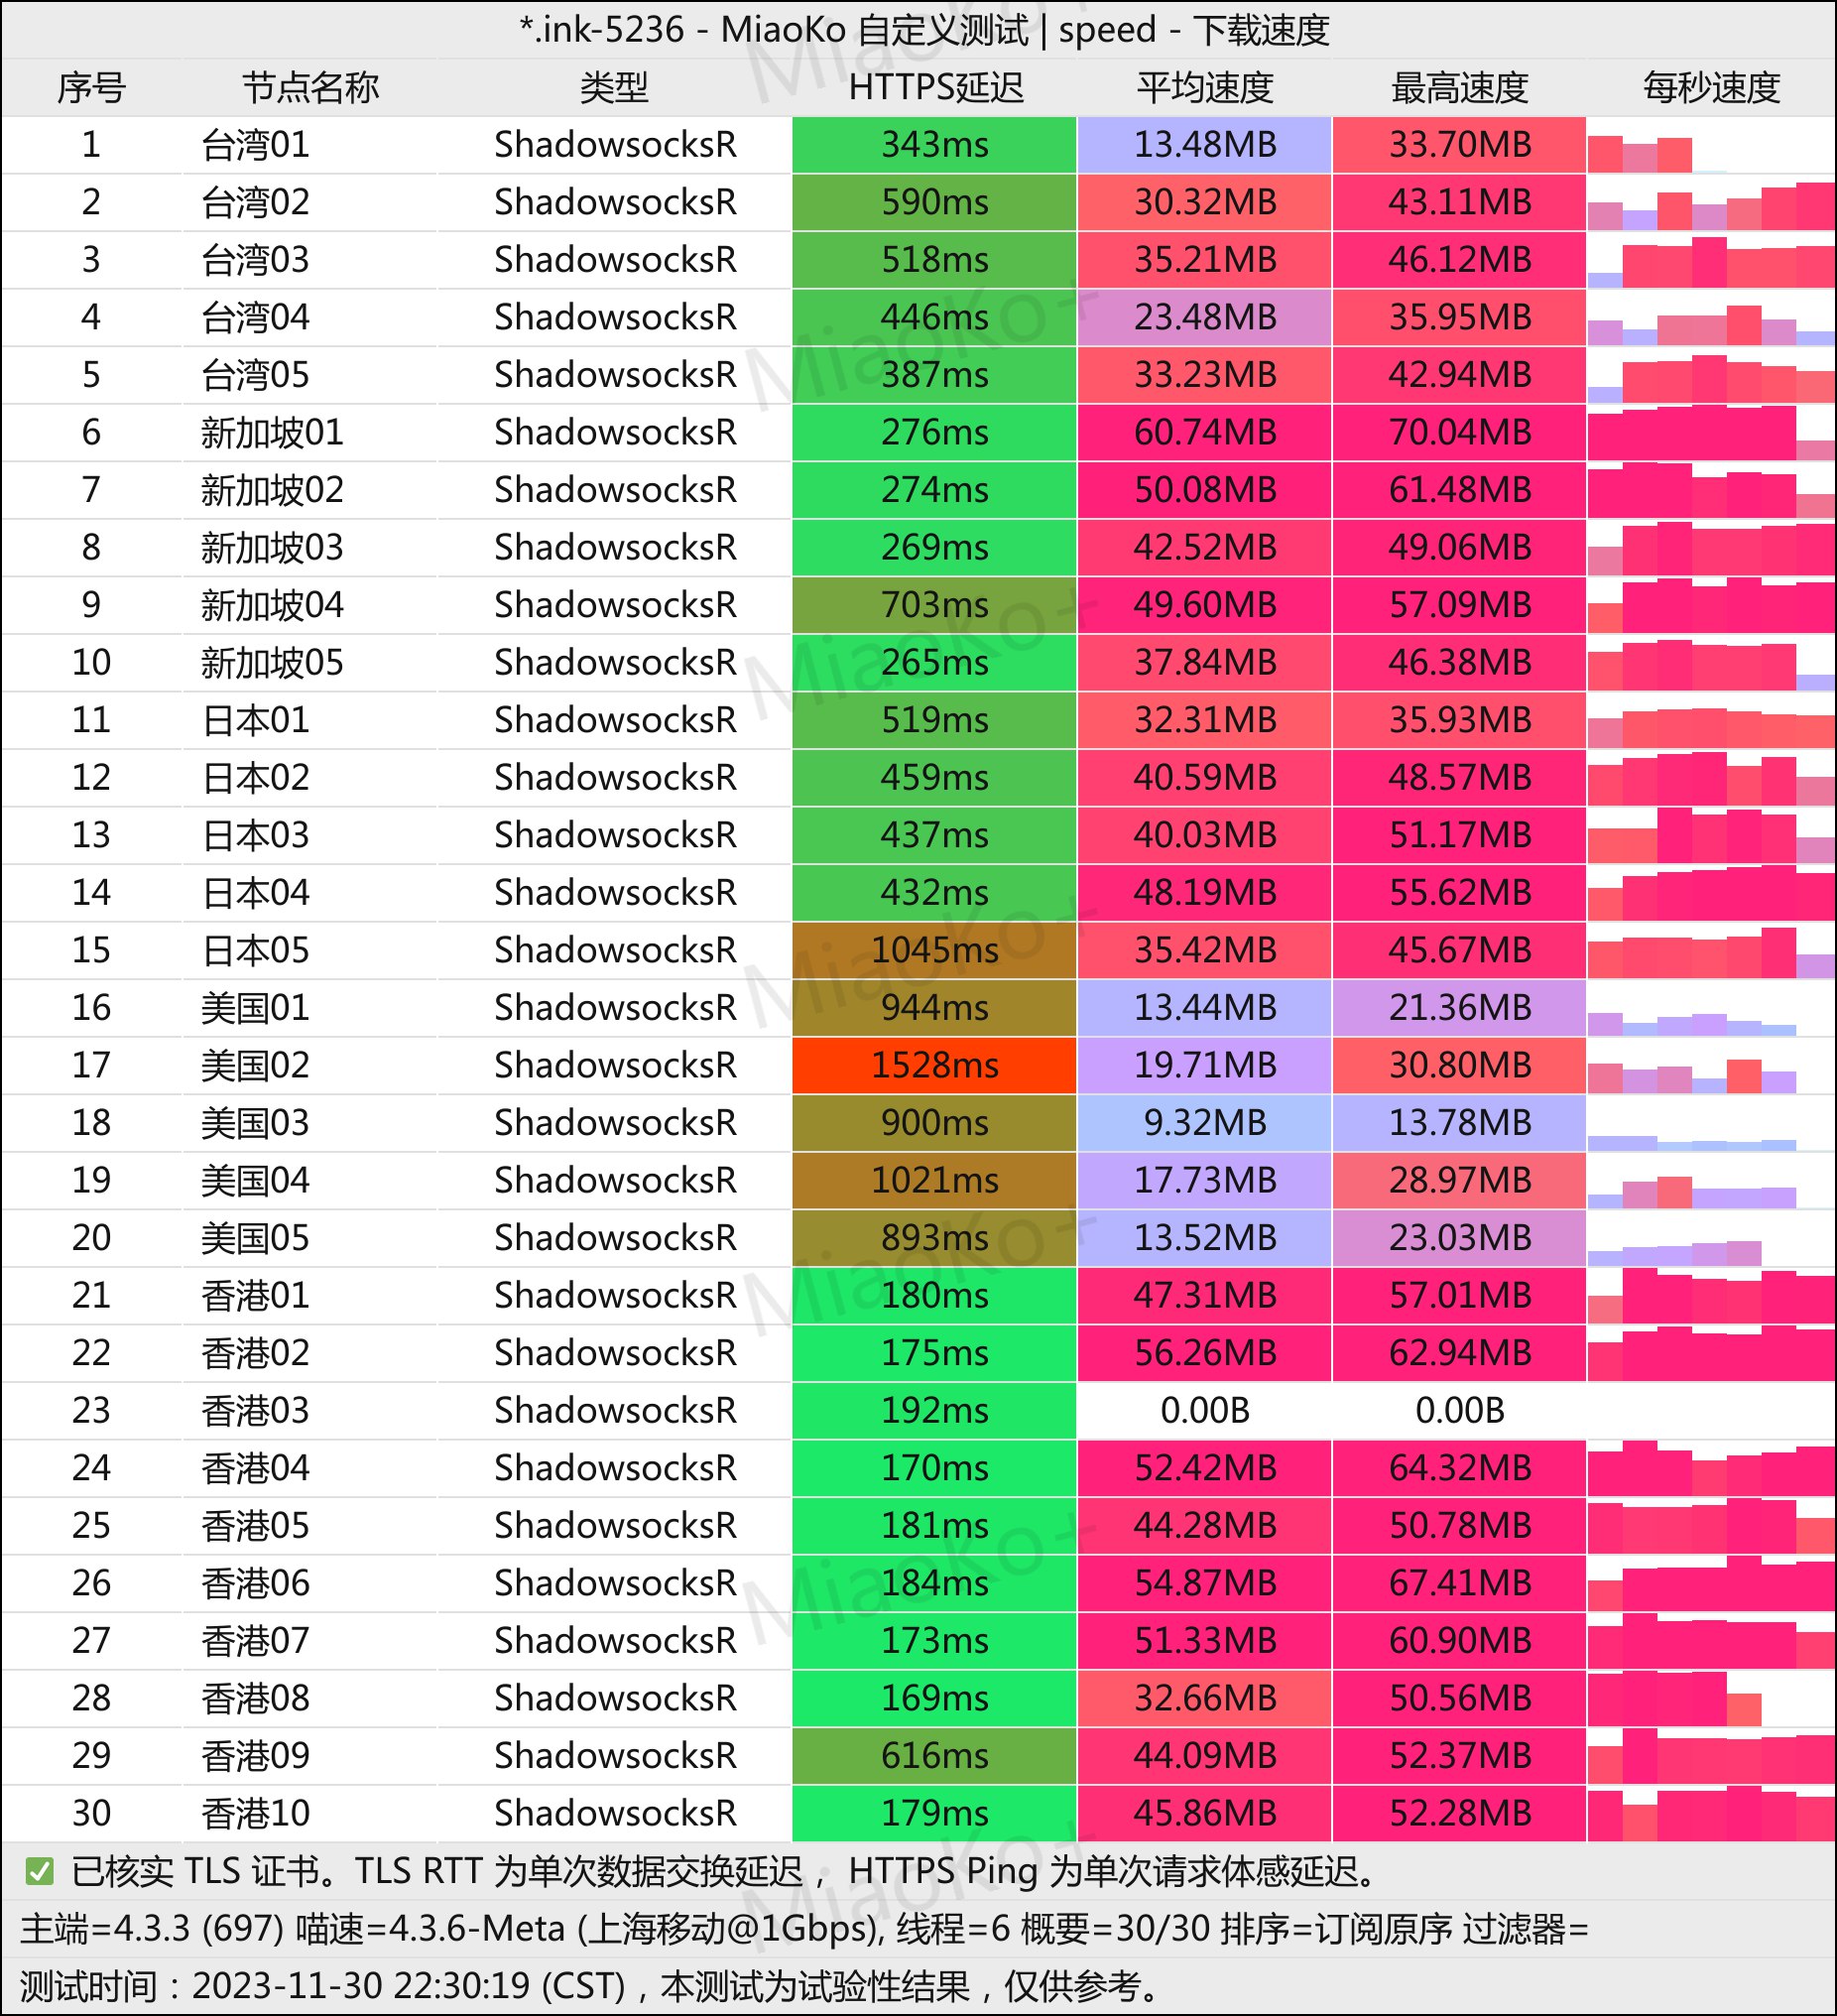 *.ink-5236 - MiaoKo 自定义测试 | speed - 下载速度
序号 节点名称 类型 HTTPS延迟 平均速度 最高速度 每秒速度
1 台湾01 ShadowsocksR 343ms 13.48MB 33.70MB
2 台湾02 ShadowsocksR 590ms 30.32MB 43.11MB
3 台湾03 ShadowsocksR 518ms 35.21MB 46.12MB
4 台湾04 ShadowsocksR 446ms 23.48MB 35.95MB
5 台湾05 ShadowsocksR 387ms 33.23MB 42.94MB
6 新加坡01 ShadowsocksR 276ms 60.74MB 70.04MB
7 新加坡02 ShadowsocksR 274ms 50.08MB 61.48MB
8 新加坡03 ShadowsocksR 269ms 42.52MB 49.06MB
9 新加坡04 ShadowsocksR 703ms 49.60MB 57.09MB
10 新加坡05 ShadowsocksR 265ms 37.84MB 46.38MB
11 日本01 ShadowsocksR 519ms 32.31MB 35.93MB
12 日本02 ShadowsocksR 459ms 40.59MB 48.57MB
13 日本03 ShadowsocksR 437ms 40.03MB 51.17MB
14 日本04 ShadowsocksR 432ms 48.19MB 55.62MB
15 日本05 ShadowsocksR 1045ms 35.42MB 45.67MB
16 美国01 ShadowsocksR 944ms 13.44MB 21.36MB
17 美国02 ShadowsocksR 1528ms 19.71MB 30.80MB
18 美国03 ShadowsocksR 900ms 9.32MB 13.78MB
19 美国04 ShadowsocksR 1021ms 17.73MB 28.97MB
20 美国05 ShadowsocksR 893ms 13.52MB 23.03MB
21 香港01 ShadowsocksR 180ms 47.31MB 57.01MB
22 香港02 ShadowsocksR 175ms 56.26MB 62.94MB
23 香港03 ShadowsocksR 192ms 0.00B 0.00B
24 香港04 ShadowsocksR 170ms 52.42MB 64.32MB
25 香港05 ShadowsocksR 181ms 44.28MB 50.78MB
26 香港06 ShadowsocksR 184ms 54.87MB 67.41MB
27 香港07 ShadowsocksR 173ms 51.33MB 60.90MB
28 香港08 ShadowsocksR 169ms 32.66MB 50.56MB
29 香港09 ShadowsocksR 616ms 44.09MB 52.37MB
30 香港10 ShadowsocksR 179ms 45.86MB 52.28MB
✅ 已核实 TLS 证书。TLS RTT 为单次数据交换延迟，HTTPS Ping 为单次请求体感延迟。
主端=4.3.3 (697) 喵速=4.3.6-Meta (上海移动@1Gbps), 线程=6 概要=30/30 排序=订阅原序 过滤器=
测试时间：2023-11-30 22:30:19 (CST)，本测试为试验性结果，仅供参考。
MiaoKo+
MiaoKo+
MiaoKo+
MiaoKo+
MiaoKo+
MiaoKo+
MiaoKo+